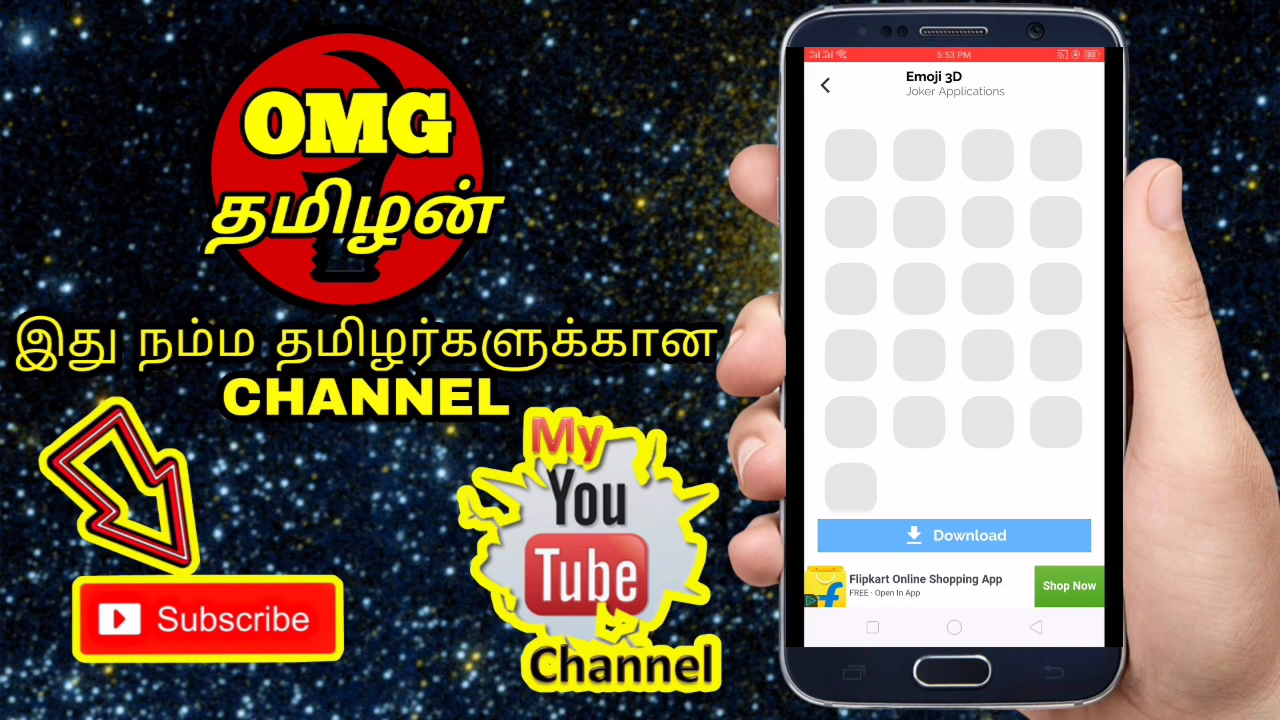 OMG
தமிழன்
இது நம்ம தமிழர்களுக்கான
CHANNEL
Subscribe
My
You
Tube
Channel
5:53 PM
83
Emoji 3D
Joker Applications
Download
Flipkart Online Shopping App
FREE · Open In App
Shop Now